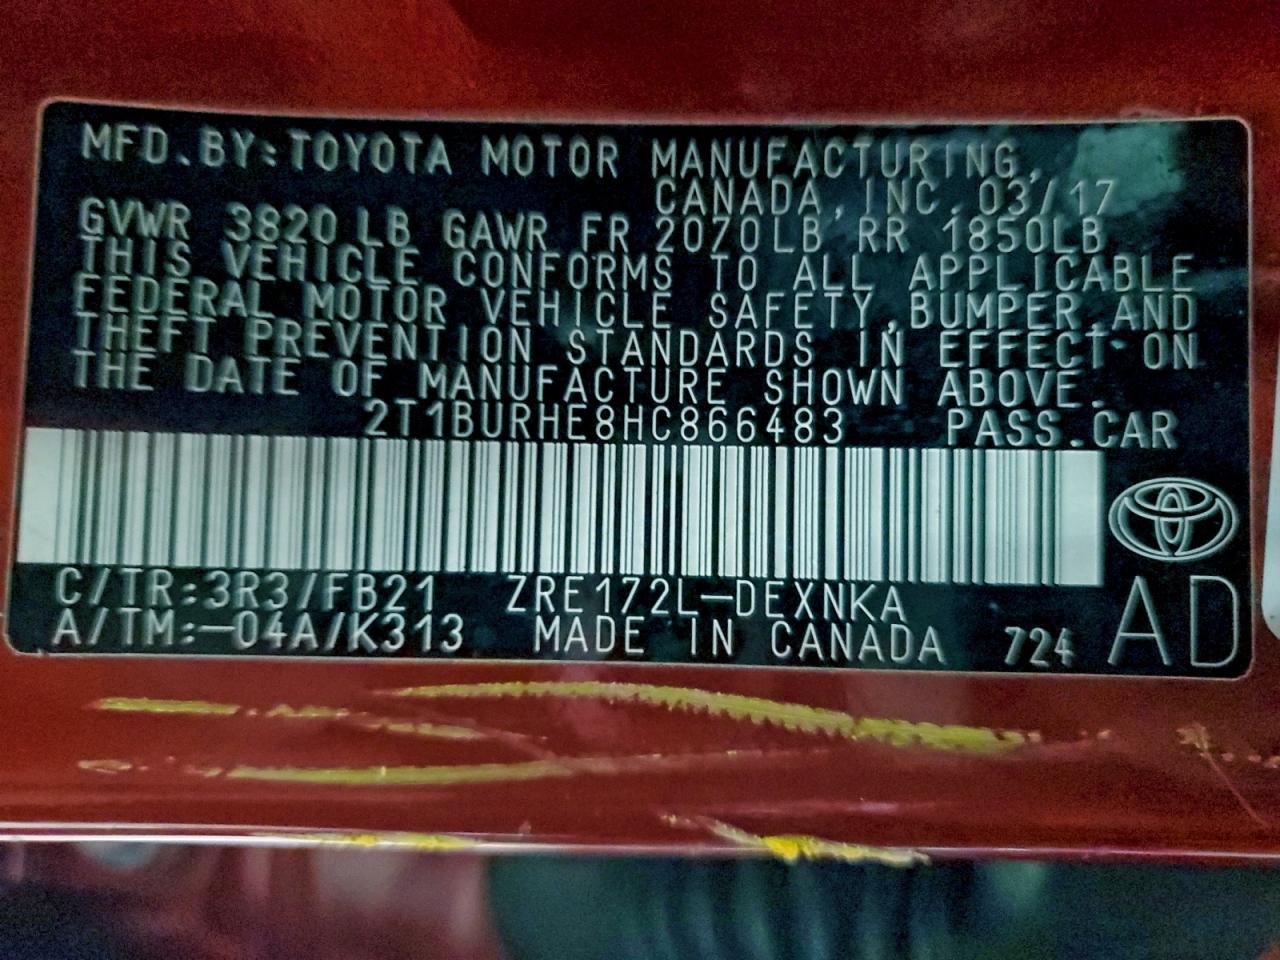 MFD.BY:TOYOTA MOTOR MANUFACTURING,
CANADA,INC.03/17
GVWR 3820LB GAWR FR 2070LB RR 1850LB
THIS VEHICLE CONFORMS TO ALL APPLICABLE
FEDERAL MOTOR VEHICLE SAFETY,BUMPER,AND
THEFT PREVENTION STANDARDS IN EFFECT ON
THE DATE OF MANUFACTURE SHOWN ABOVE.
2T1BURHE8HC866483 PASS.CAR
C/TR:3R3/FB21 ZRE172L-DEXNKA
A/TM:-04A/K313 MADE IN CANADA 724 AD